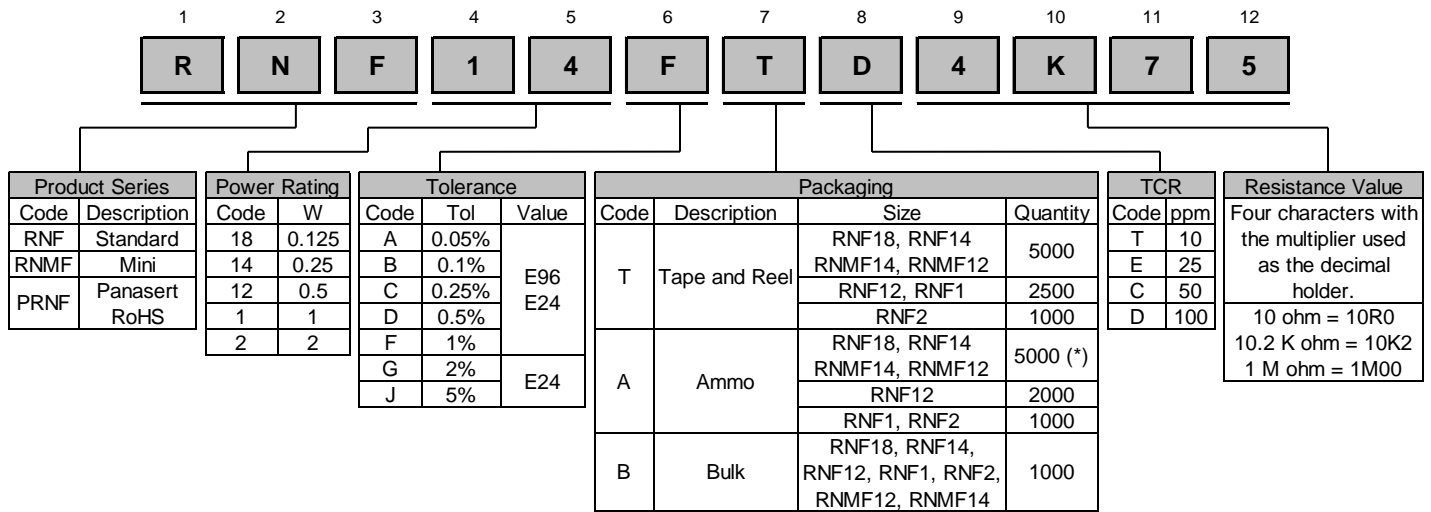 1 2 3 4 5 6 7 8 9 10 11 12
R N F 1 4 F T D 4 K 7 5
Product Series
Code Description
RNF Standard
RNMF Mini
PRNF Panasert
RoHS
Power Rating
Code W
18 0.125
14 0.25
12 0.5
1 1
2 2
Tolerance
Code Tol Value
A 0.05%
B 0.1%
C 0.25%
D 0.5%
F 1%
E96
E24
G 2%
J 5%
E24
Packaging
Code Description Size Quantity
T Tape and Reel
RNF18, RNF14
RNMF14, RNMF12
5000
RNF12, RNF1 2500
RNF2 1000
A Ammo
RNF18, RNF14
RNMF14, RNMF12
5000 (*)
RNF12 2000
RNF1, RNF2 1000
B Bulk
RNF18, RNF14,
RNF12, RNF1, RNF2,
RNMF12, RNMF14
1000
TCR
Code ppm
T 10
E 25
C 50
D 100
Resistance Value
Four characters with
the multiplier used
as the decimal
holder.
10 ohm = 10R0
10.2 K ohm = 10K2
1 M ohm = 1M00